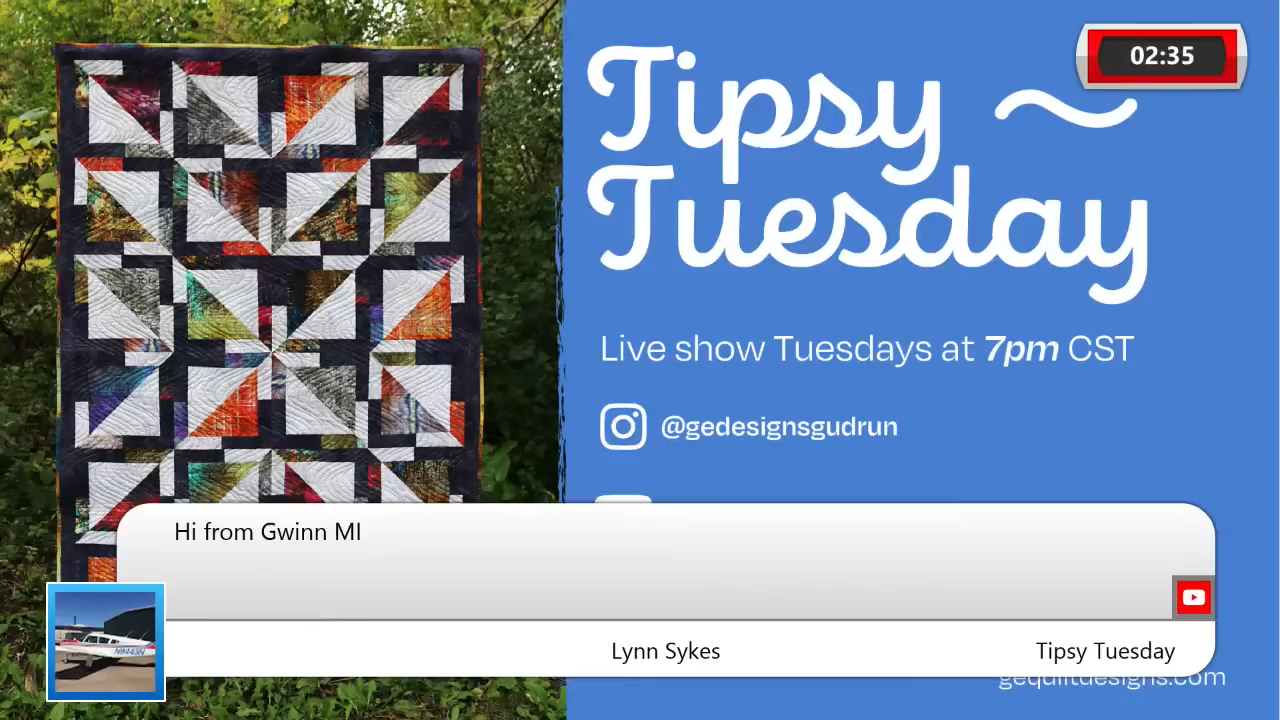 02:35
Tipsy ~
Tuesday
Live show Tuesdays at 7pm CST
@gedesignsgudrun
Hi from Gwinn MI
N9443N
Lynn Sykes
Tipsy Tuesday
gequiltdesigns.com